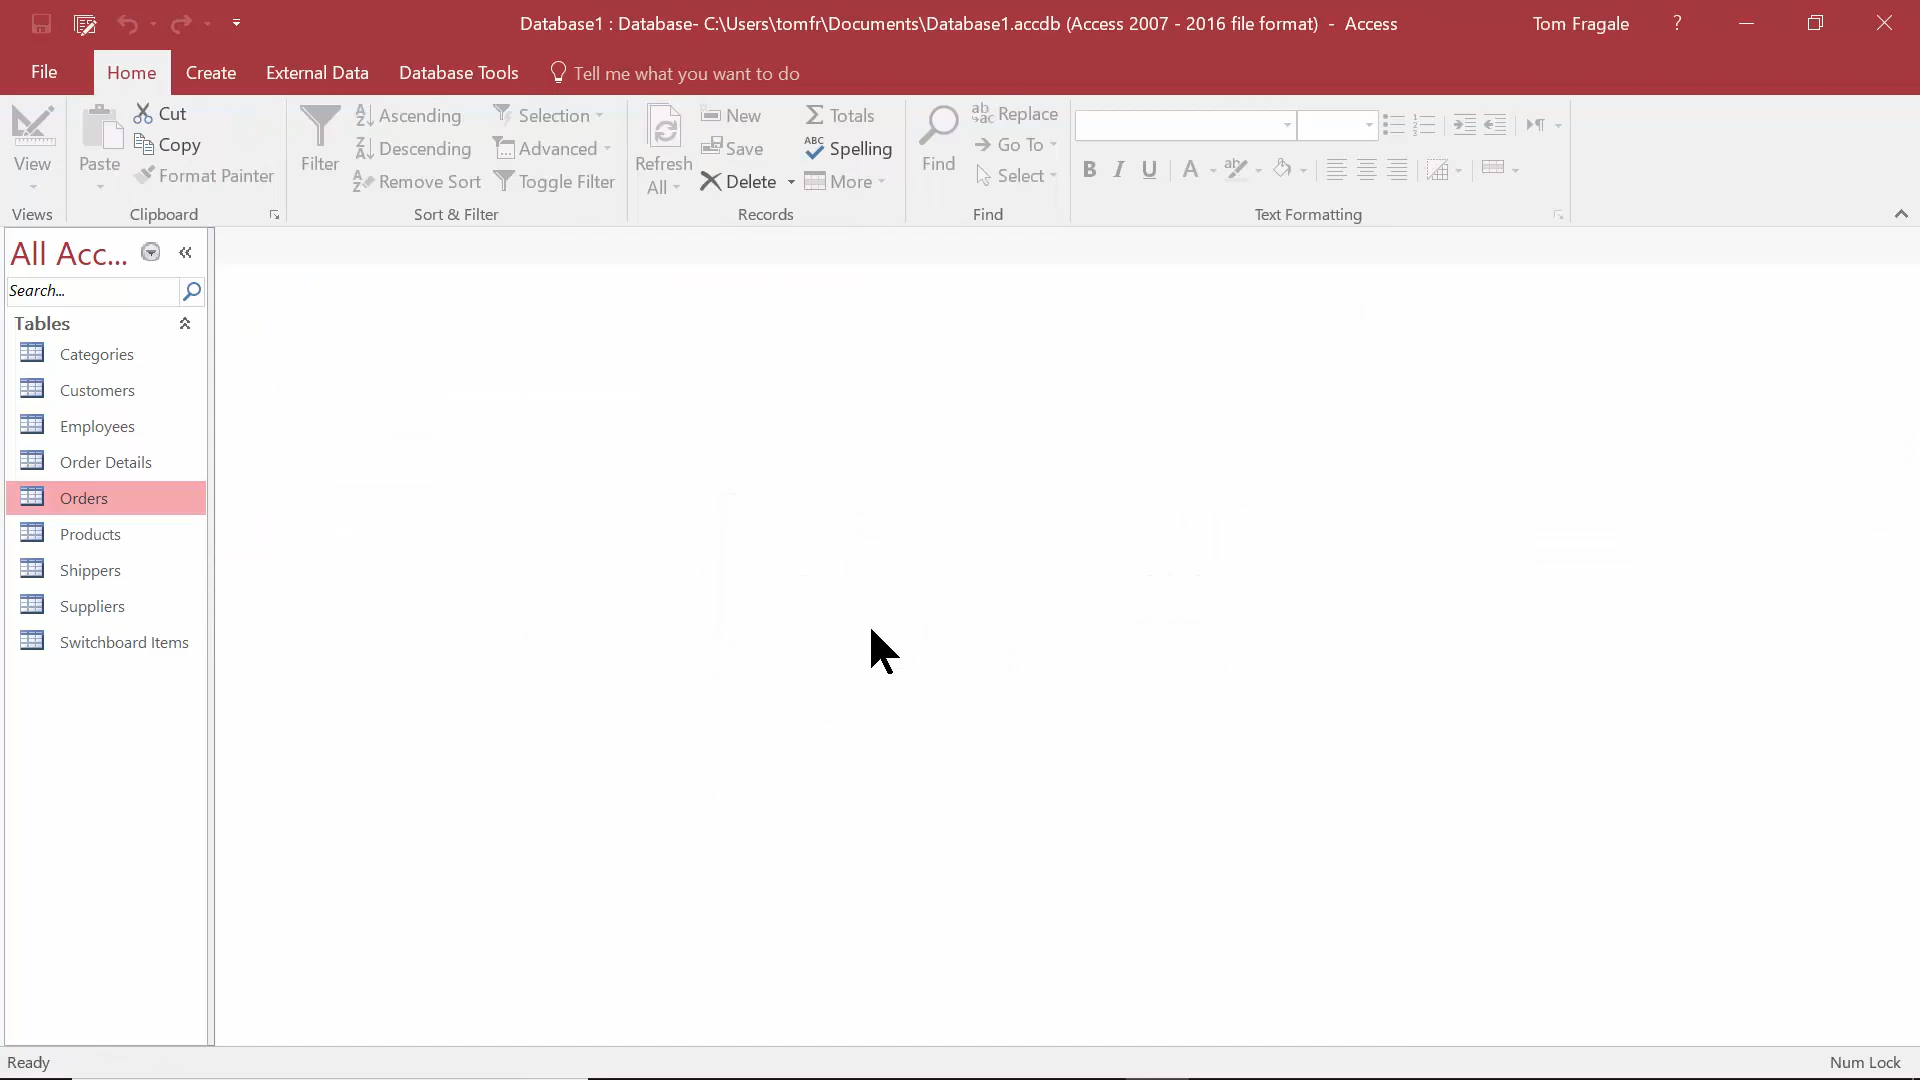 Database1 : Database- C:\Users\tomfr\Documents\Database1.accdb (Access 2007 - 2016 file format) - Access
Tom Fragale
?
File
Home
Create
External Data
Database Tools
Tell me what you want to do
View
Views
Paste
Cut
Copy
Format Painter
Clipboard
Filter
Ascending
Descending
Remove Sort
Selection
Advanced
Toggle Filter
Sort & Filter
Refresh
All
New
Save
Delete
Totals
Spelling
More
Records
Find
Replace
Go To
Select
Find
B I U A
Text Formatting
All Acc...
Search...
Tables
Categories
Customers
Employees
Order Details
Orders
Products
Shippers
Suppliers
Switchboard Items
Ready
Num Lock